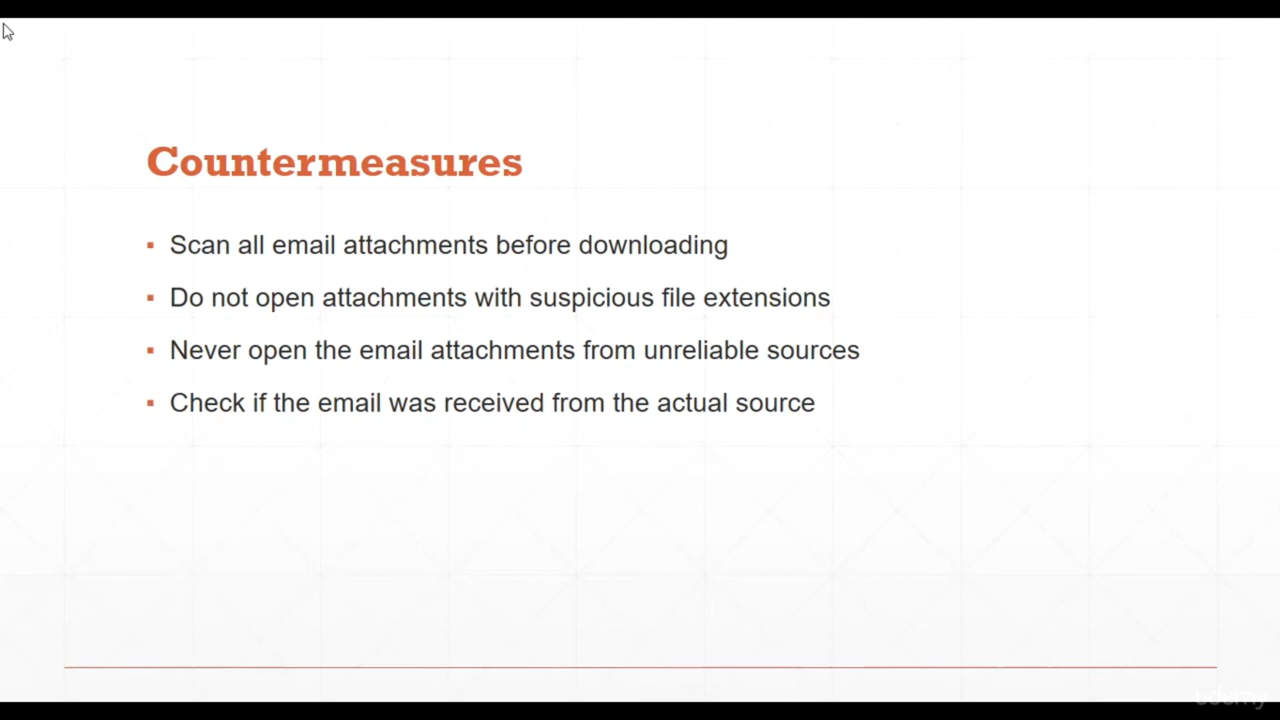 Countermeasures
Scan all email attachments before downloading
Do not open attachments with suspicious file extensions
Never open the email attachments from unreliable sources
Check if the email was received from the actual source
udemy